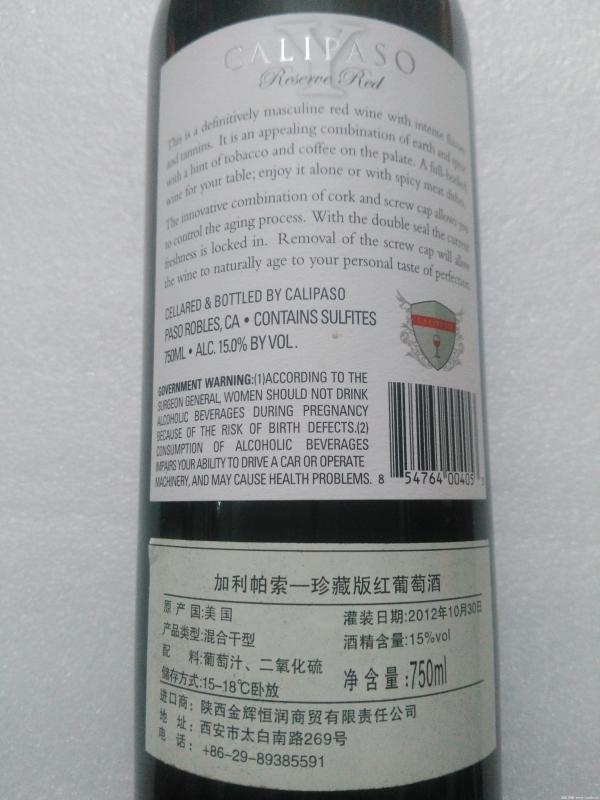 CALIPASO
Reserve Red
This is a definitively masculine red wine with intense flavors
and tannins. It is an appealing combination of earth and spice
with a hint of tobacco and coffee on the palate. A full-bodied
wine for your table; enjoy it alone or with spicy meat dishes.
The innovative combination of cork and screw cap allows you
to control the aging process. With the double seal the current
freshness is locked in. Removal of the screw cap will allow
the wine to naturally age to your personal taste of perfection.
CELLARED & BOTTLED BY CALIPASO
PASO ROBLES, CA • CONTAINS SULFITES
750ML • ALC. 15.0% BY VOL.
CALIPASO
GOVERNMENT WARNING:(1)ACCORDING TO THE
SURGEON GENERAL, WOMEN SHOULD NOT DRINK
ALCOHOLIC BEVERAGES DURING PREGNANCY
BECAUSE OF THE RISK OF BIRTH DEFECTS.(2)
CONSUMPTION OF ALCOHOLIC BEVERAGES
IMPAIRS YOUR ABILITY TO DRIVE A CAR OR OPERATE
MACHINERY, AND MAY CAUSE HEALTH PROBLEMS.
8 54764 00405
加利帕索一珍藏版红葡萄酒
原产国:美国
灌装日期:2012年10月30日
产品类型:混合干型
酒精含量:15%vol
配料:葡萄汁、二氧化硫
净含量:750ml
储存方式:15-18℃卧放
进口商:陕西金辉恒润商贸有限责任公司
地址:西安市太白南路269号
电话:+86-29-89385591